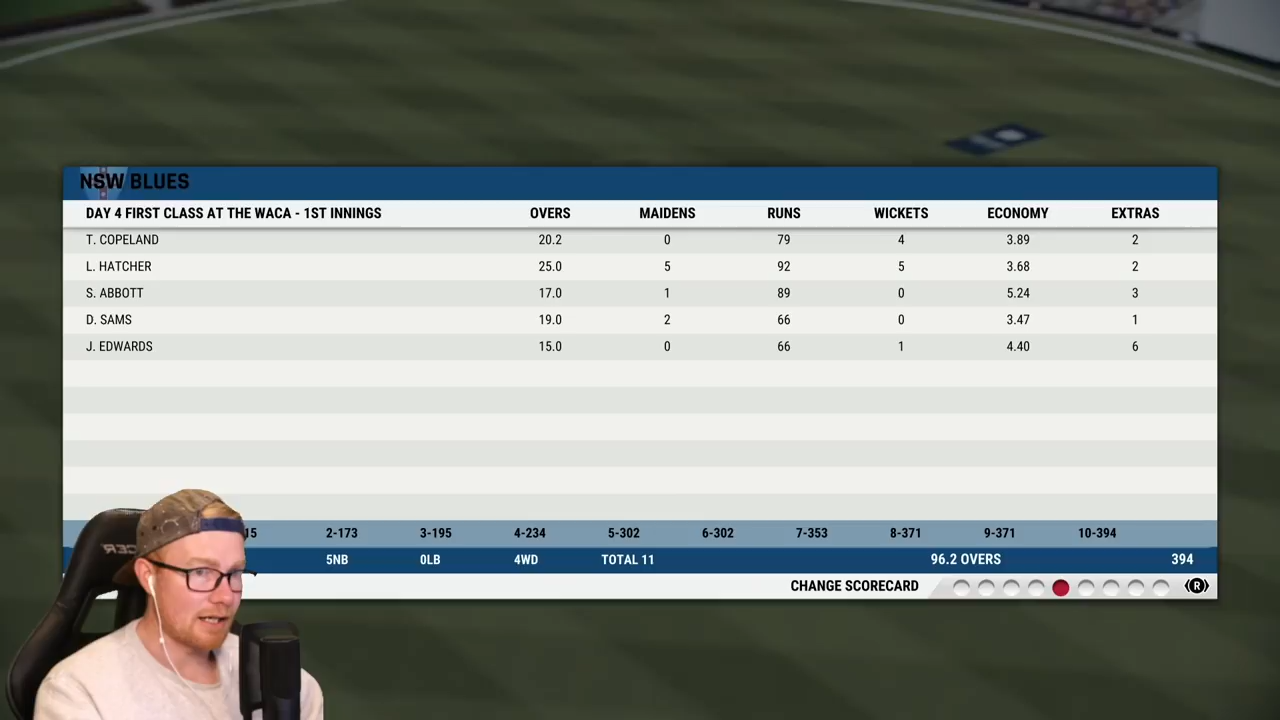 NSW BLUES
DAY 4 FIRST CLASS AT THE WACA - 1ST INNINGS OVERS MAIDENS RUNS WICKETS ECONOMY EXTRAS
T. COPELAND 20.2 0 79 4 3.89 2
L. HATCHER 25.0 5 92 5 3.68 2
S. ABBOTT 17.0 1 89 0 5.24 3
D. SAMS 19.0 2 66 0 3.47 1
J. EDWARDS 15.0 0 66 1 4.40 6
15 2-173 3-195 4-234 5-302 6-302 7-353 8-371 9-371 10-394
5NB 0LB 4WD TOTAL 11 96.2 OVERS 394
CHANGE SCORECARD R